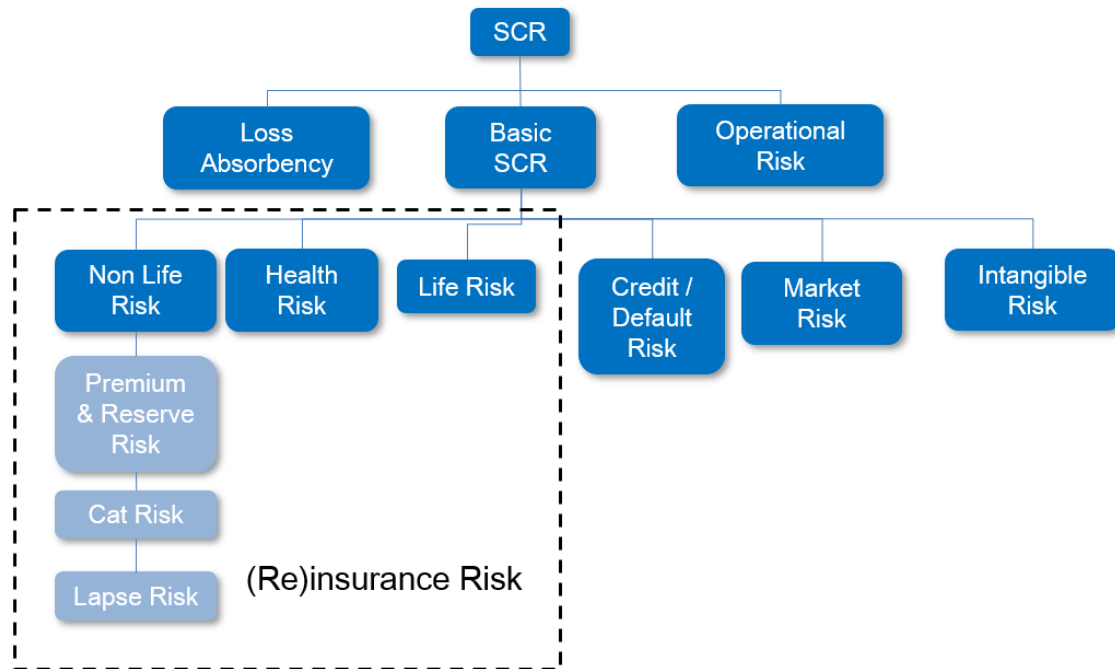 SCR
Loss
Absorbency
Basic
SCR
Operational
Risk
Non Life
Risk
Health
Risk
Life Risk
Credit /
Default
Risk
Market
Risk
Intangible
Risk
Premium
& Reserve
Risk
Cat Risk
Lapse Risk
(Re)insurance Risk